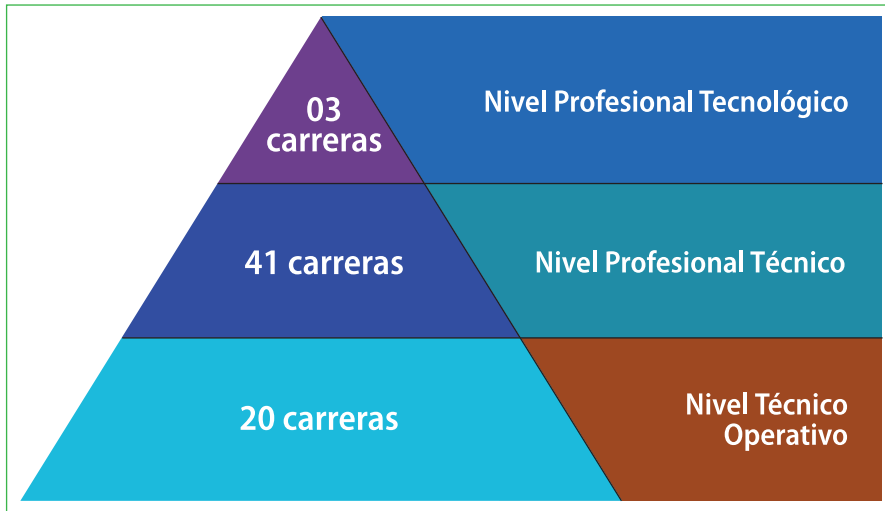 03
carreras
Nivel Profesional Tecnológico
41 carreras
Nivel Profesional Técnico
20 carreras
Nivel Técnico
Operativo